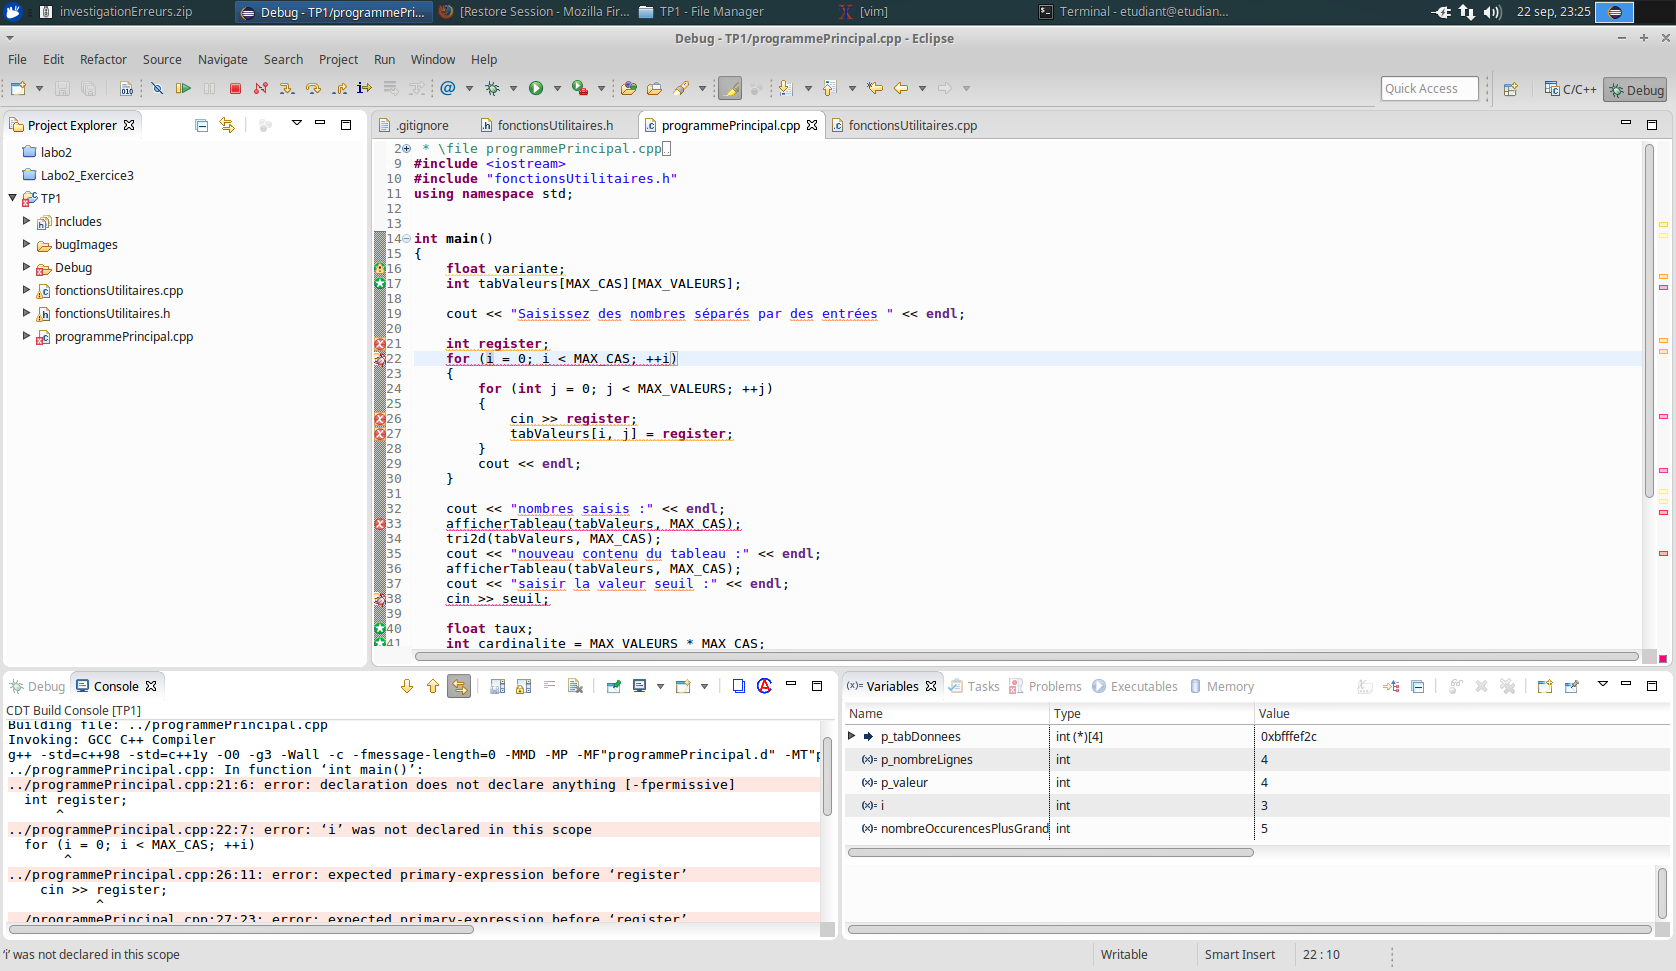 investigationErreurs.zip
Debug - TP1/programmePri...
[Restore Session - Mozilla Fir...
TP1 - File Manager
[vim]
Terminal - etudiant@etudian...
22 sep, 23:25
Debug - TP1/programmePrincipal.cpp - Eclipse
File Edit Refactor Source Navigate Search Project Run Window Help
Quick Access
C/C++
Debug
Project Explorer
labo2
Labo2_Exercice3
TP1
Includes
bugImages
Debug
fonctionsUtilitaires.cpp
fonctionsUtilitaires.h
programmePrincipal.cpp
.gitignore
fonctionsUtilitaires.h
programmePrincipal.cpp
fonctionsUtilitaires.cpp
2 * \file programmePrincipal.cpp
9 #include <iostream>
10 #include "fonctionsUtilitaires.h"
11 using namespace std;
12
13
14 int main()
15 {
16 float variante;
17 int tabValeurs[MAX_CAS][MAX_VALEURS];
18
19 cout << "Saisissez des nombres séparés par des entrées " << endl;
20
21 int register;
22 for (i = 0; i < MAX_CAS; ++i)
23 {
24 for (int j = 0; j < MAX_VALEURS; ++j)
25 {
26 cin >> register;
27 tabValeurs[i, j] = register;
28 }
29 cout << endl;
30 }
31
32 cout << "nombres saisis :" << endl;
33 afficherTableau(tabValeurs, MAX_CAS);
34 tri2d(tabValeurs, MAX_CAS);
35 cout << "nouveau contenu du tableau :" << endl;
36 afficherTableau(tabValeurs, MAX_CAS);
37 cout << "saisir la valeur seuil :" << endl;
38 cin >> seuil;
39
40 float taux;
41 int cardinalite = MAX_VALEURS * MAX_CAS;
Debug
Console
CDT Build Console [TP1]
Building file: ../programmePrincipal.cpp
Invoking: GCC C++ Compiler
g++ -std=c++98 -std=c++1y -O0 -g3 -Wall -c -fmessage-length=0 -MMD -MP -MF"programmePrincipal.d" -MT"p
../programmePrincipal.cpp: In function ‘int main()’:
../programmePrincipal.cpp:21:6: error: declaration does not declare anything [-fpermissive]
int register;
^
../programmePrincipal.cpp:22:7: error: ‘i’ was not declared in this scope
for (i = 0; i < MAX_CAS; ++i)
^
../programmePrincipal.cpp:26:11: error: expected primary-expression before ‘register’
cin >> register;
^
../programmePrincipal.cpp:27:23: error: expected primary-expression before ‘register’
Variables
Tasks
Problems
Executables
Memory
Name Type Value
p_tabDonnees int (*)[4] 0xbfffef2c
p_nombreLignes int 4
p_valeur int 4
i int 3
nombreOccurencesPlusGrand int 5
'i' was not declared in this scope
Writable
Smart Insert
22 : 10